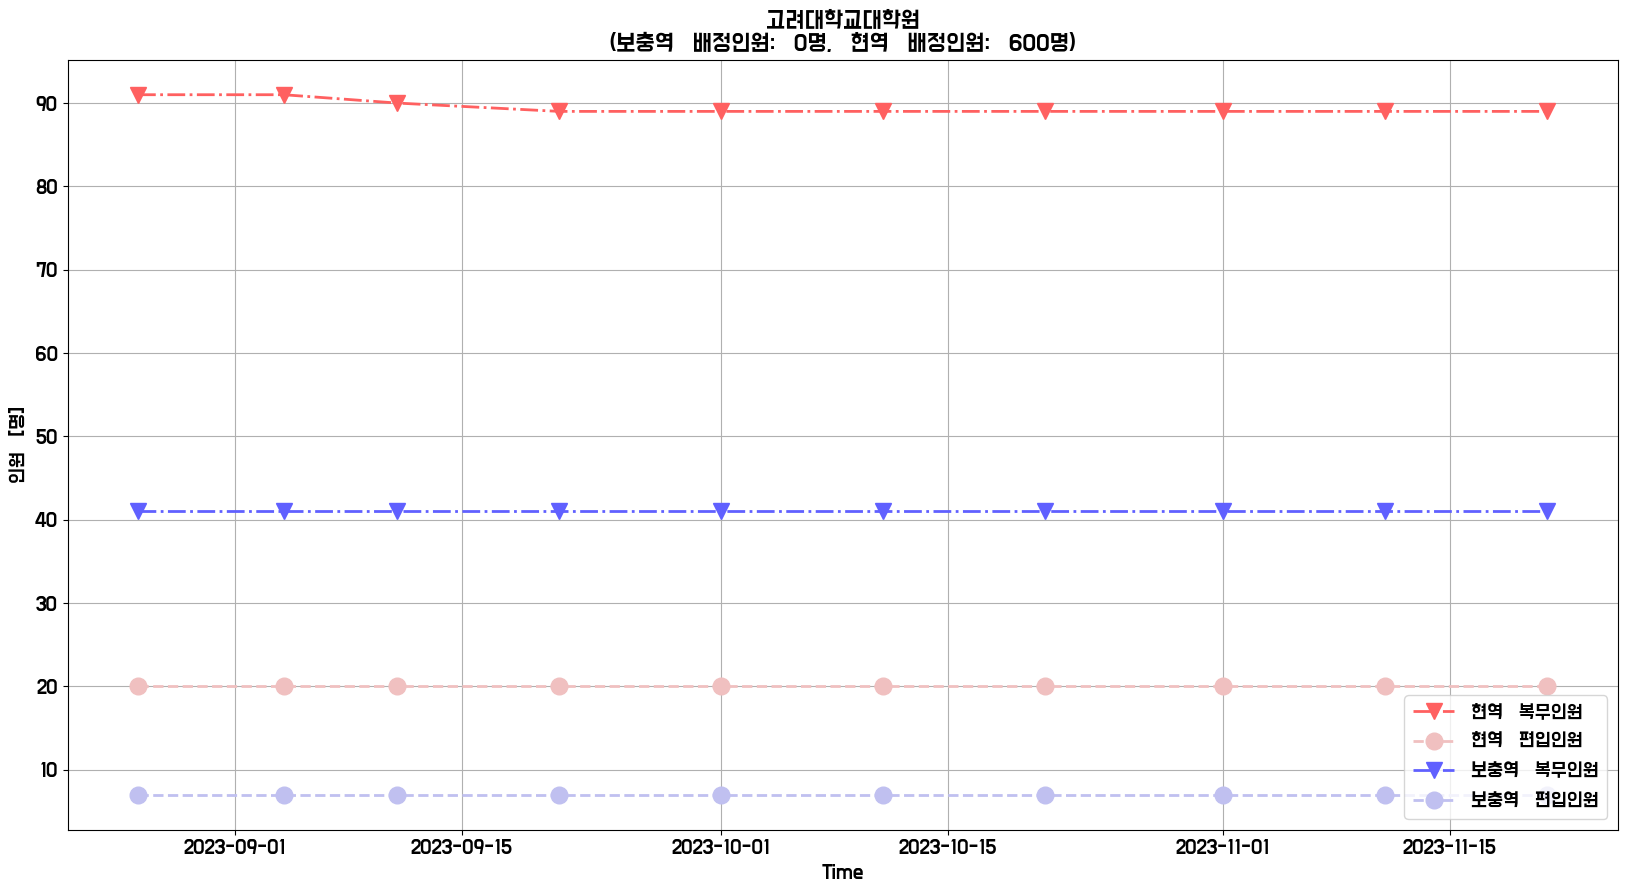 고려대학교대학원
(보충역 배정인원: 0명, 현역 배정인원: 600명)
인원 [명]
90
80
70
60
50
40
30
20
10
현역 복무인원
현역 편입인원
보충역 복무인원
보충역 편입인원
2023-09-01
2023-09-15
2023-10-01
2023-10-15
2023-11-01
2023-11-15
Time